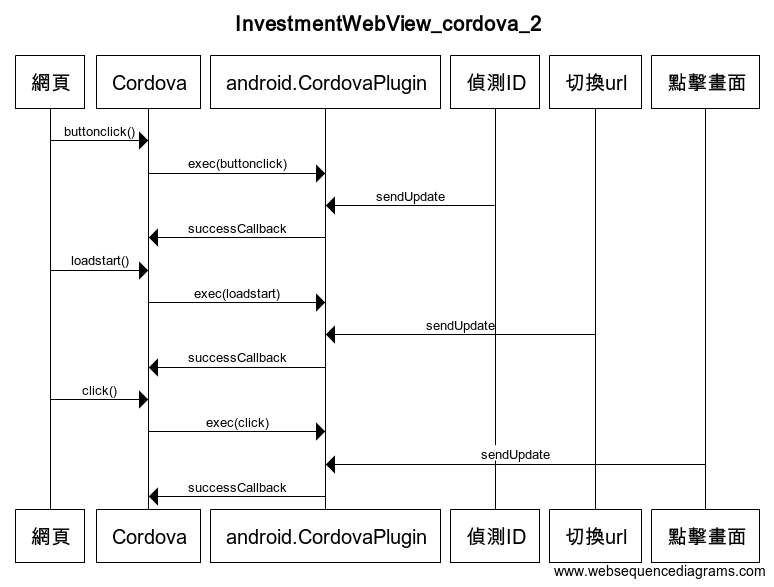 InvestmentWebView_cordova_2
網頁
Cordova
android.CordovaPlugin
偵測ID
切換url
點擊畫面
buttonclick()
exec(buttonclick)
sendUpdate
successCallback
loadstart()
exec(loadstart)
sendUpdate
successCallback
click()
exec(click)
sendUpdate
successCallback
網頁
Cordova
android.CordovaPlugin
偵測ID
切換url
點擊畫面
www.websequencediagrams.com